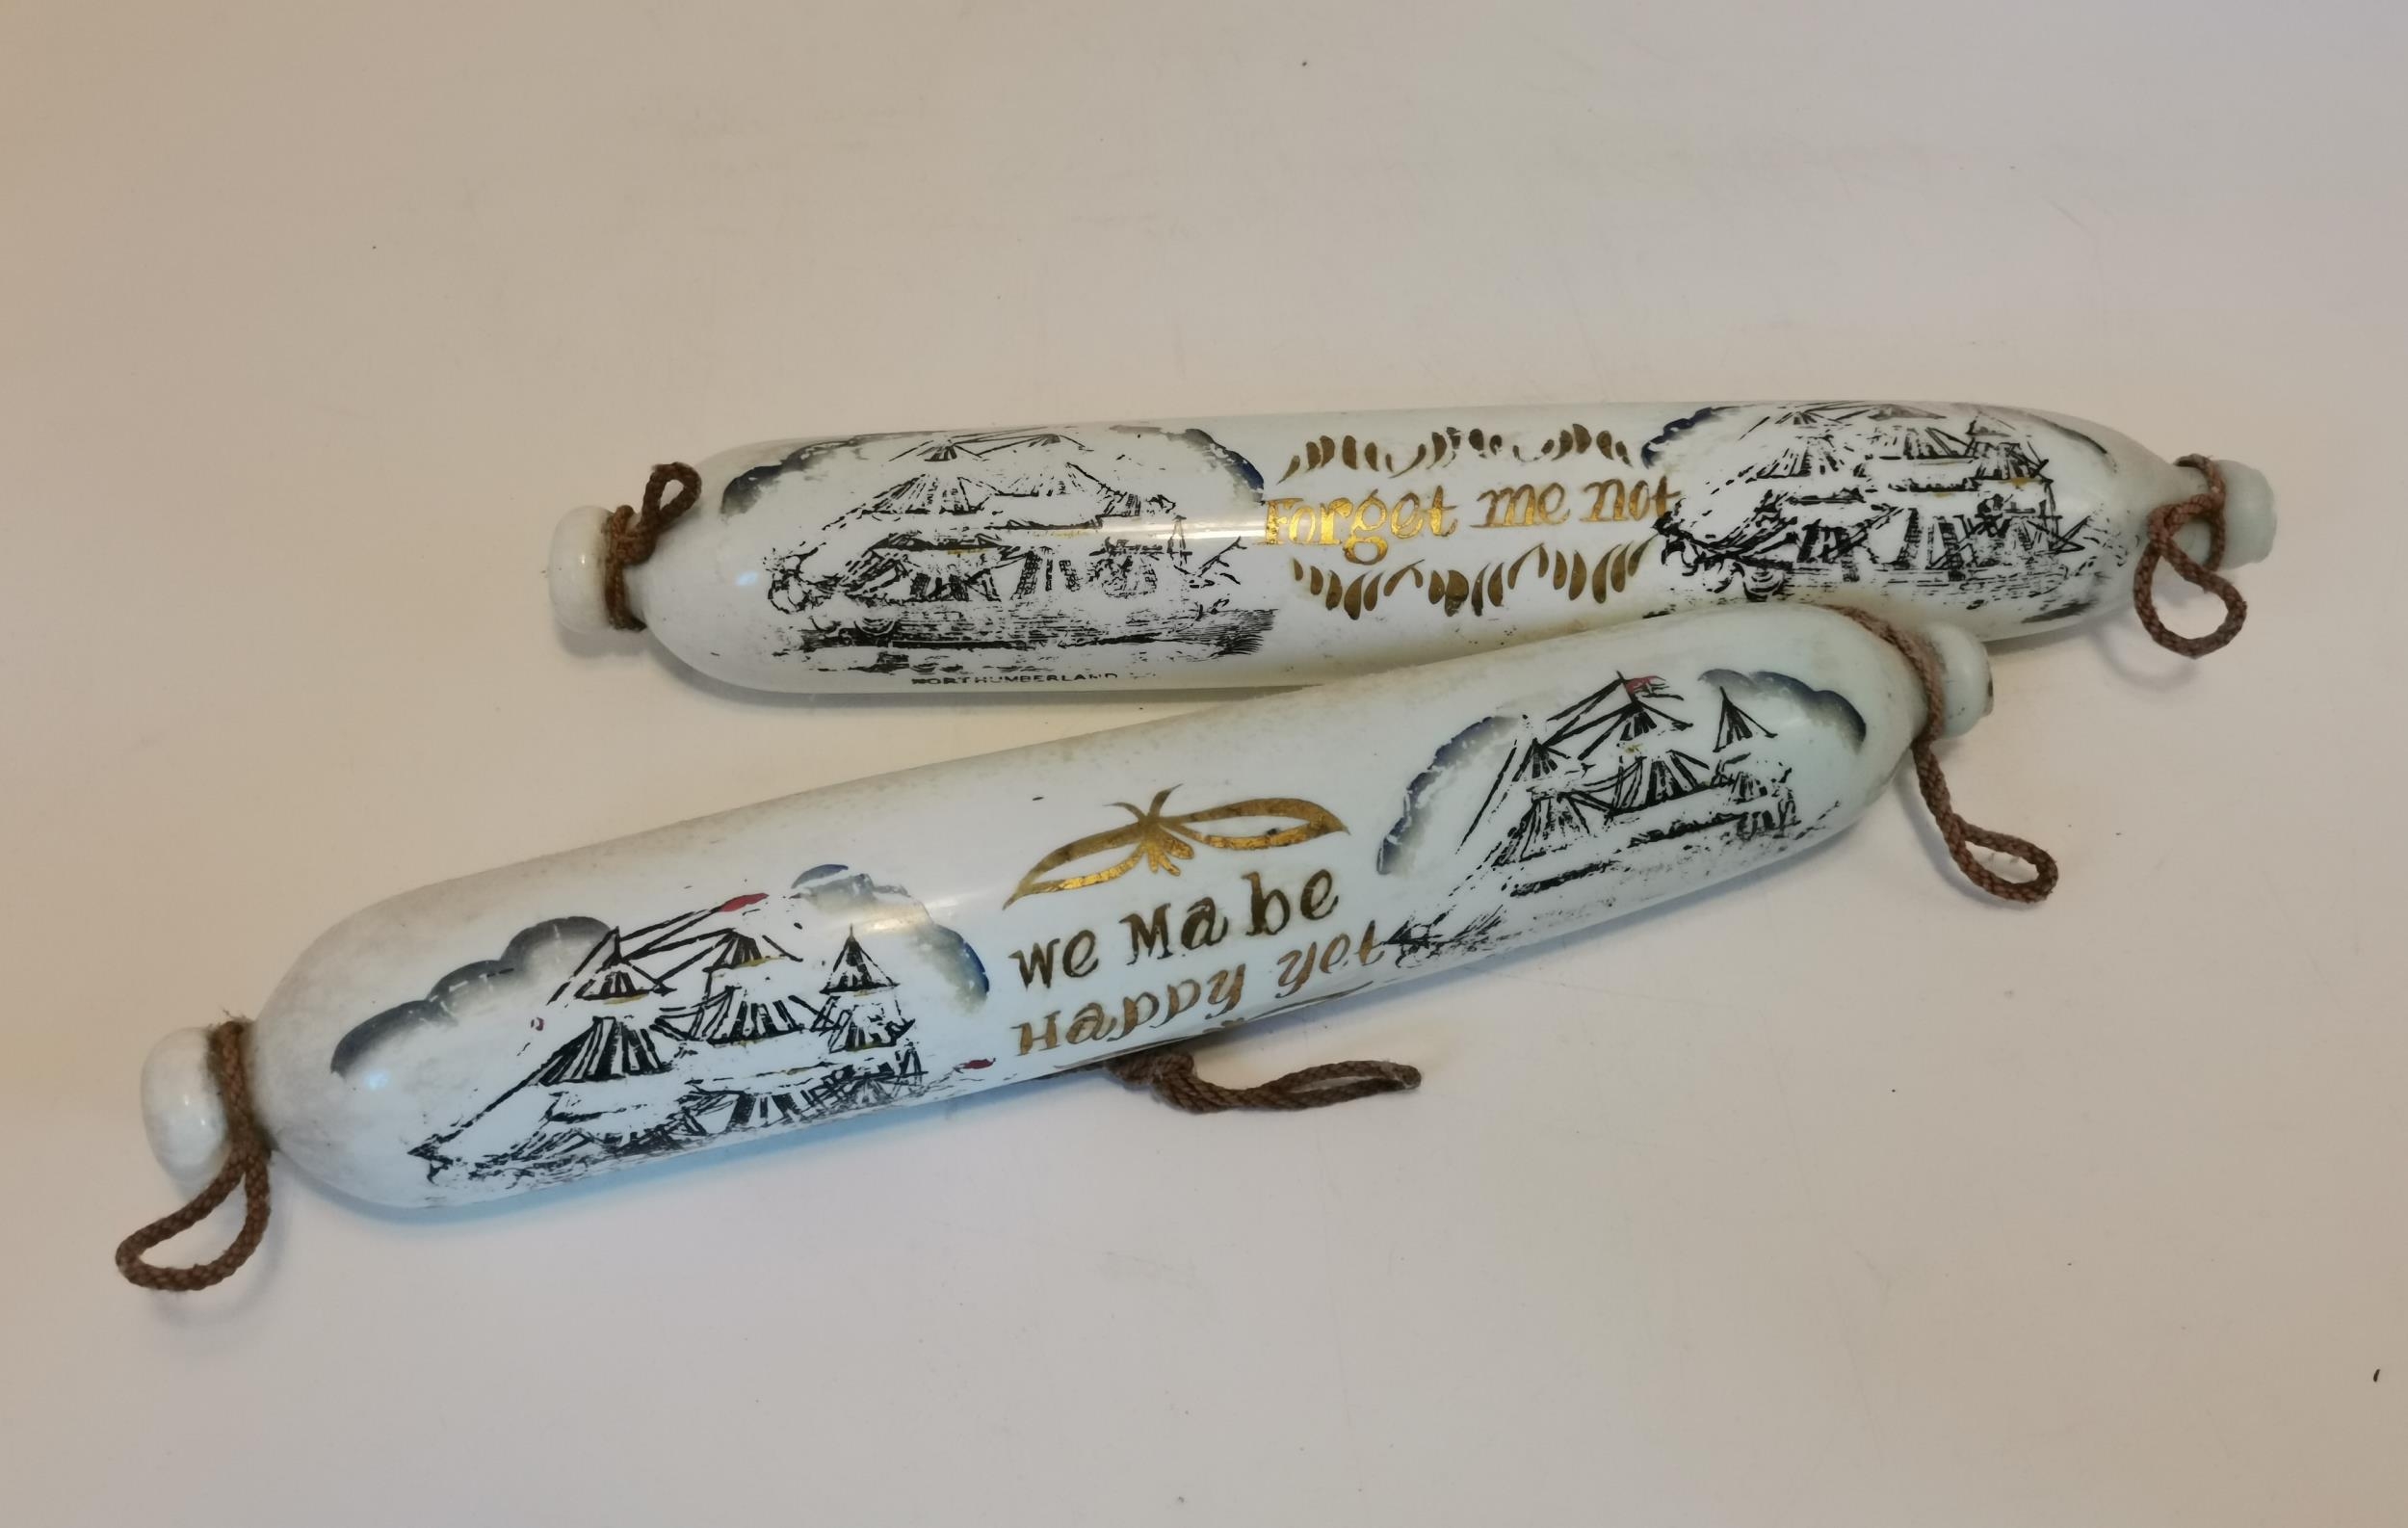 Forget me not
NORTHUMBERLAND
we Ma be
Happy yet